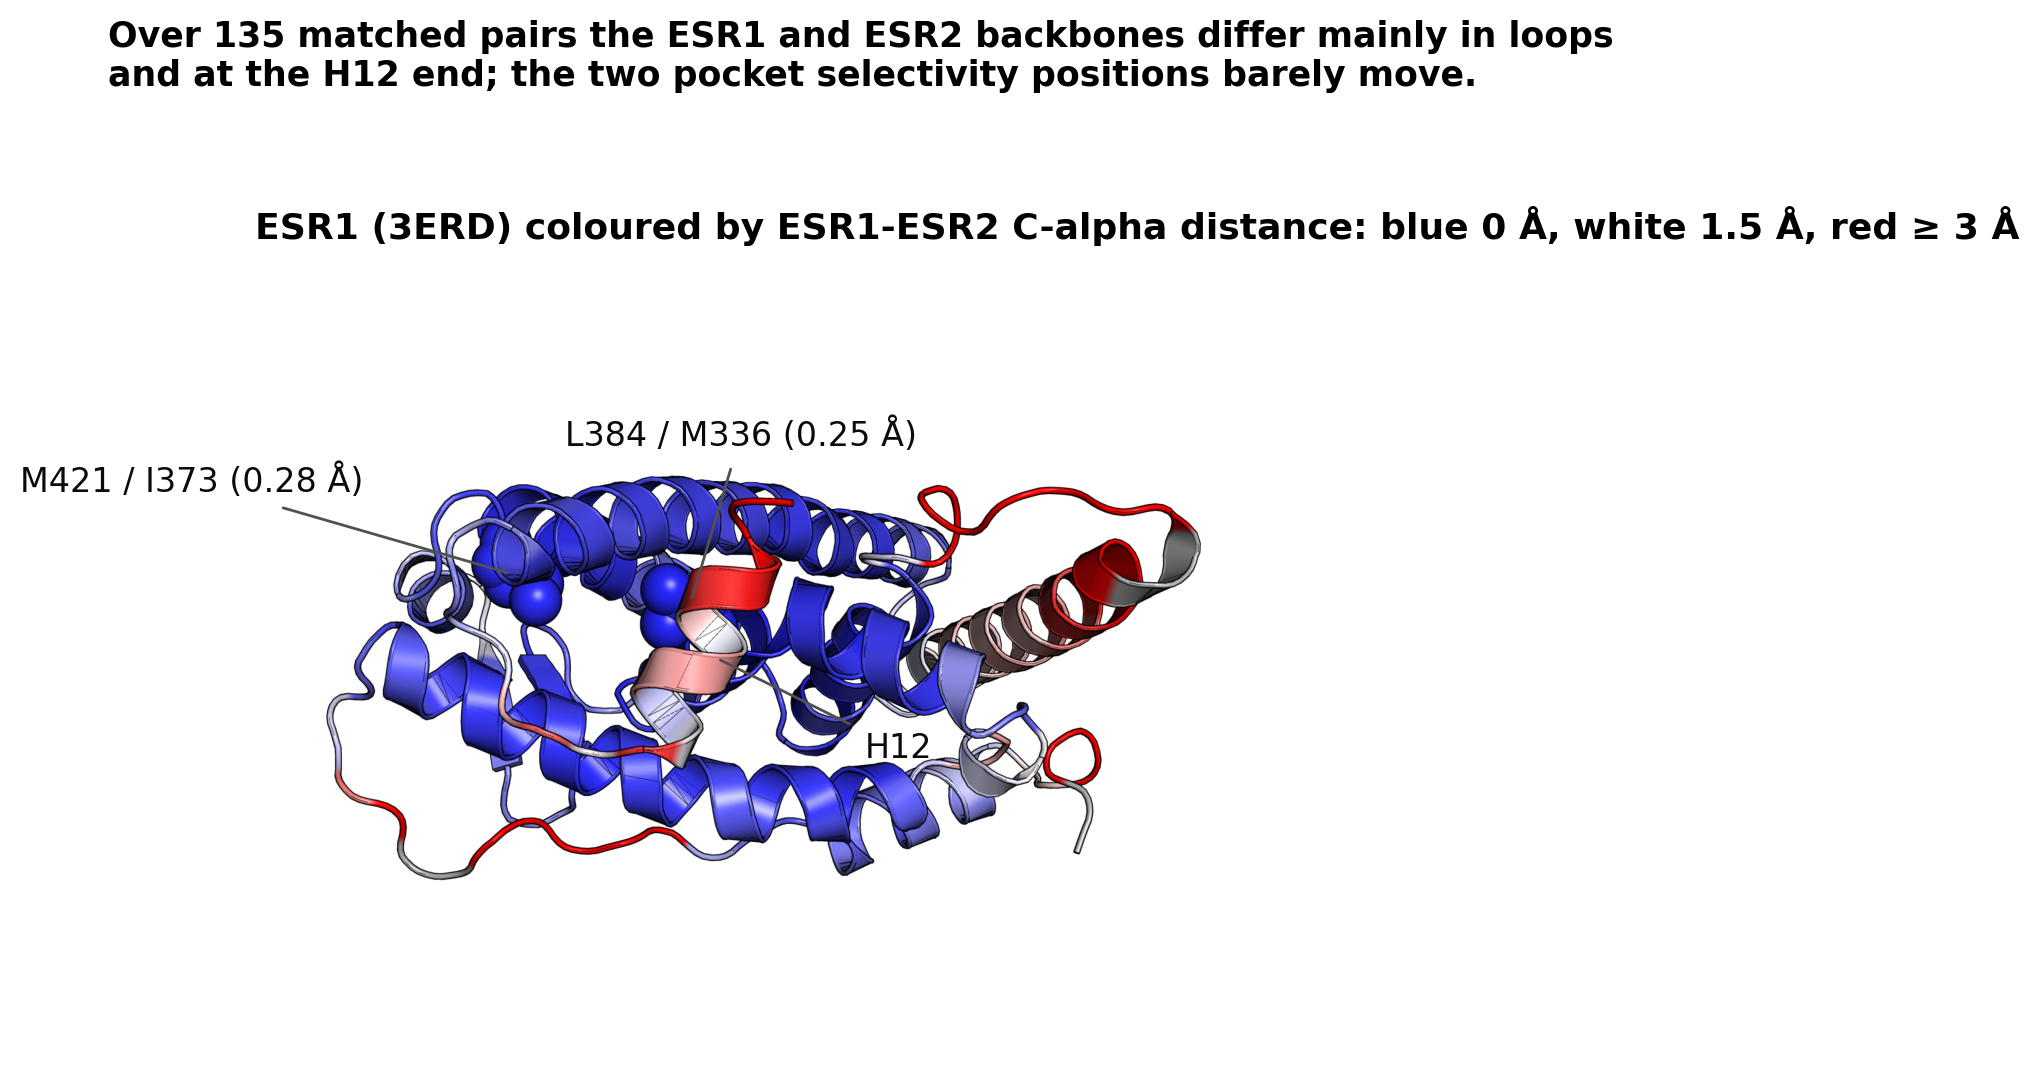 Over 135 matched pairs the ESR1 and ESR2 backbones differ mainly in loops
and at the H12 end; the two pocket selectivity positions barely move.
ESR1 (3ERD) coloured by ESR1-ESR2 C-alpha distance: blue 0 Å, white 1.5 Å, red ≥ 3 Å
L384 / M336 (0.25 Å)
M421 / I373 (0.28 Å)
H12